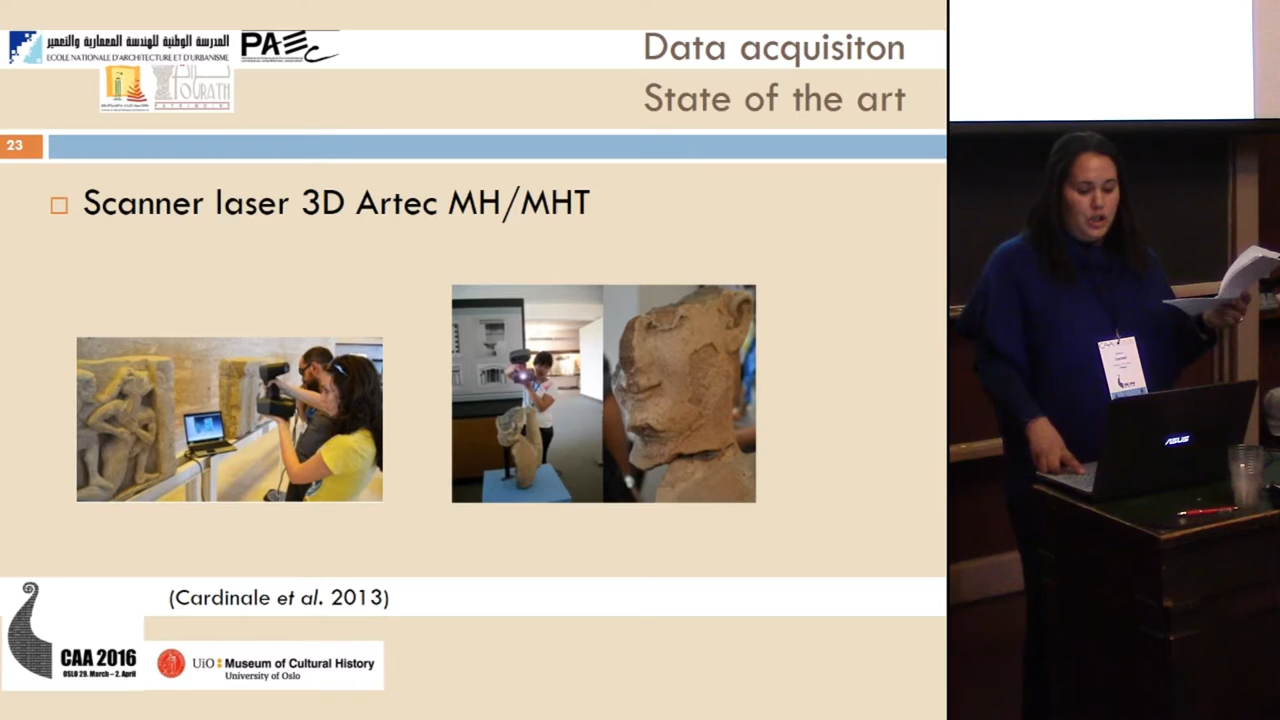 المدرسة الوطنية للهندسة المعمارية والتعمير
ECOLE NATIONALE D'ARCHITECTURE ET D'URBANISME
PAEC
TOURATH
Data acquisiton
State of the art
23
Scanner laser 3D Artec MH/MHT
(Cardinale et al. 2013)
CAA 2016
OSLO 29. March – 2. April
UiO Museum of Cultural History
University of Oslo
ASUS